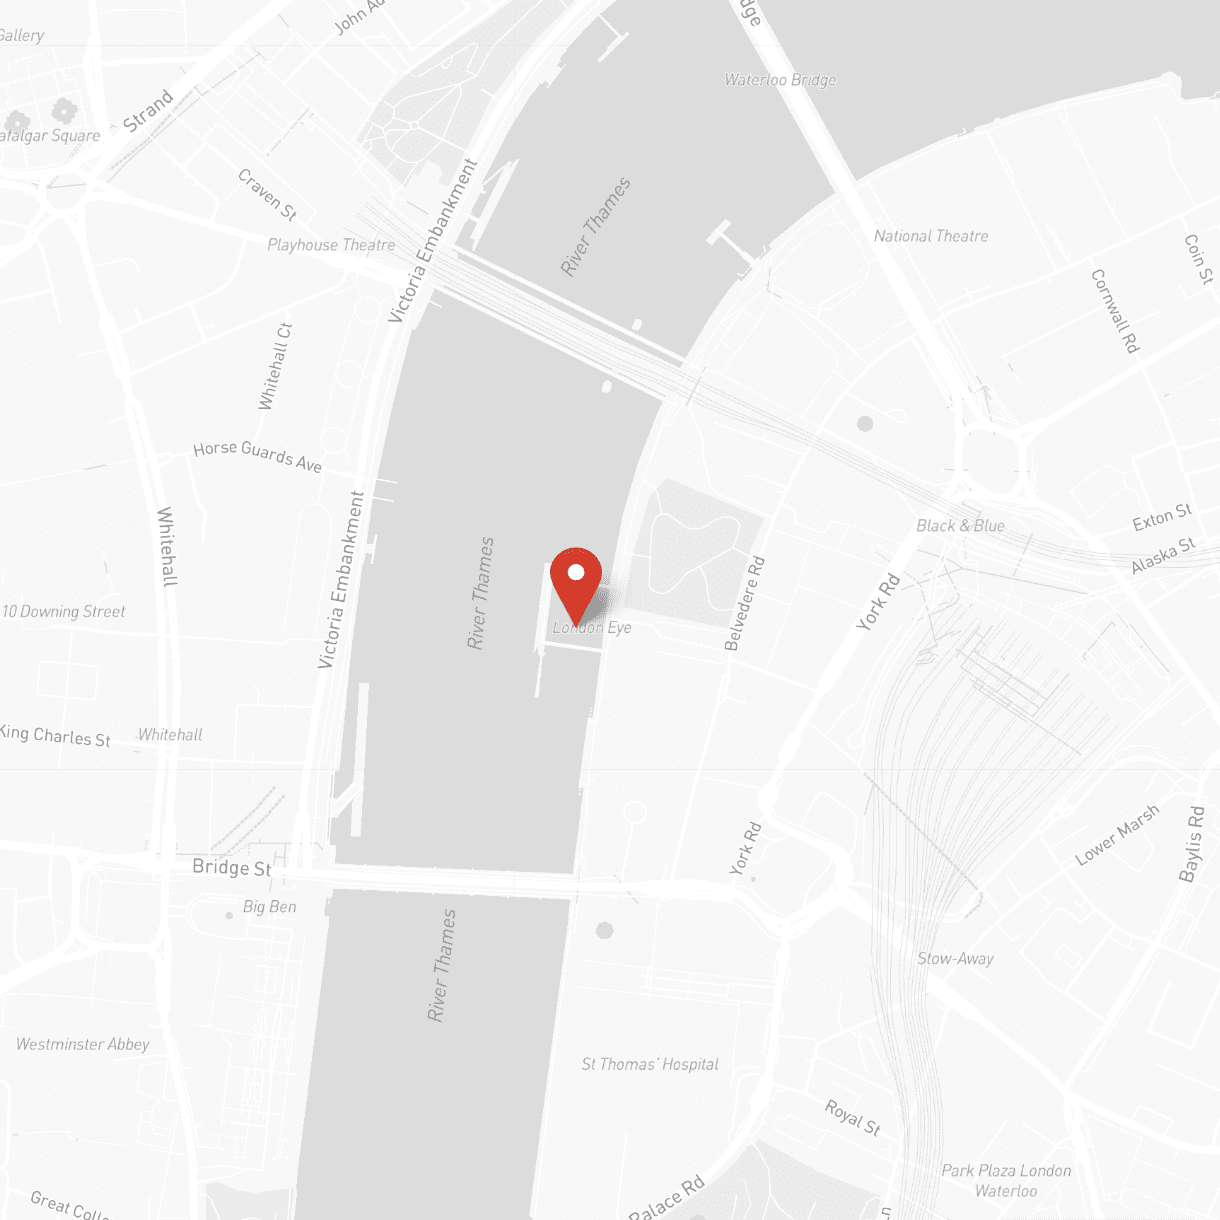 John Ad
dge
Gallery
Waterloo Bridge
Strand
afalgar Square
Craven St
Victoria Embankment
River Thames
Playhouse Theatre
National Theatre
Coin St
Cornwall Rd
Whitehall Ct
Horse Guards Ave
Whitehall
Victoria Embankment
River Thames
Black & Blue
Exton St
Alaska St
10 Downing Street
London Eye
Belvedere Rd
York Rd
King Charles St
Whitehall
York Rd
Lower Marsh
Baylis Rd
Bridge St
Big Ben
River Thames
Stow-Away
Westminster Abbey
St Thomas' Hospital
Royal St
Park Plaza London
Waterloo
Great Colle
Palace Rd